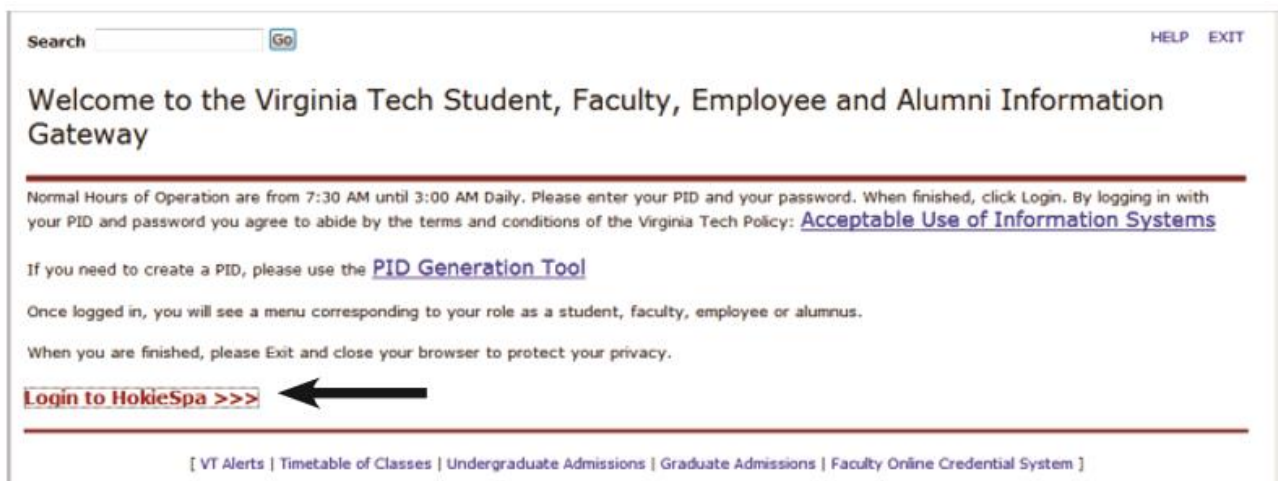 Search Go HELP EXIT
Welcome to the Virginia Tech Student, Faculty, Employee and Alumni Information
Gateway
Normal Hours of Operation are from 7:30 AM until 3:00 AM Daily. Please enter your PID and your password. When finished, click Login. By logging in with
your PID and password you agree to abide by the terms and conditions of the Virginia Tech Policy: Acceptable Use of Information Systems
If you need to create a PID, please use the PID Generation Tool
Once logged in, you will see a menu corresponding to your role as a student, faculty, employee or alumnus.
When you are finished, please Exit and close your browser to protect your privacy.
Login to HokieSpa >>>
[ VT Alerts | Timetable of Classes | Undergraduate Admissions | Graduate Admissions | Faculty Online Credential System ]